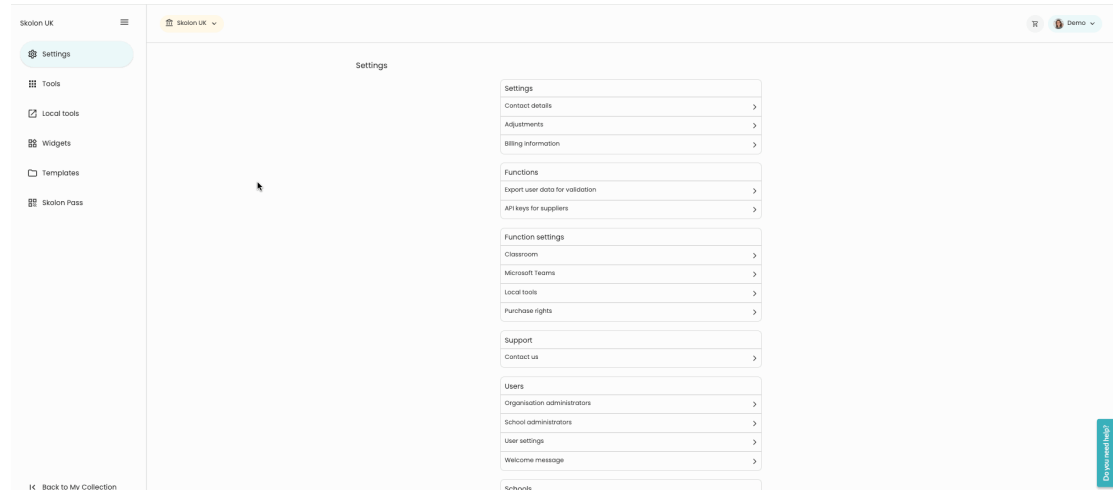 Skolon UK
Skolon UK
Demo
Settings
Tools
Local tools
Widgets
Templates
Skolon Pass
Back to My Collection
Settings
Settings
Contact details
Adjustments
Billing information
Functions
Export user data for validation
API keys for suppliers
Function settings
Classroom
Microsoft Teams
Local tools
Purchase rights
Support
Contact us
Users
Organisation administrators
School administrators
User settings
Welcome message
Schools
Do you need help?